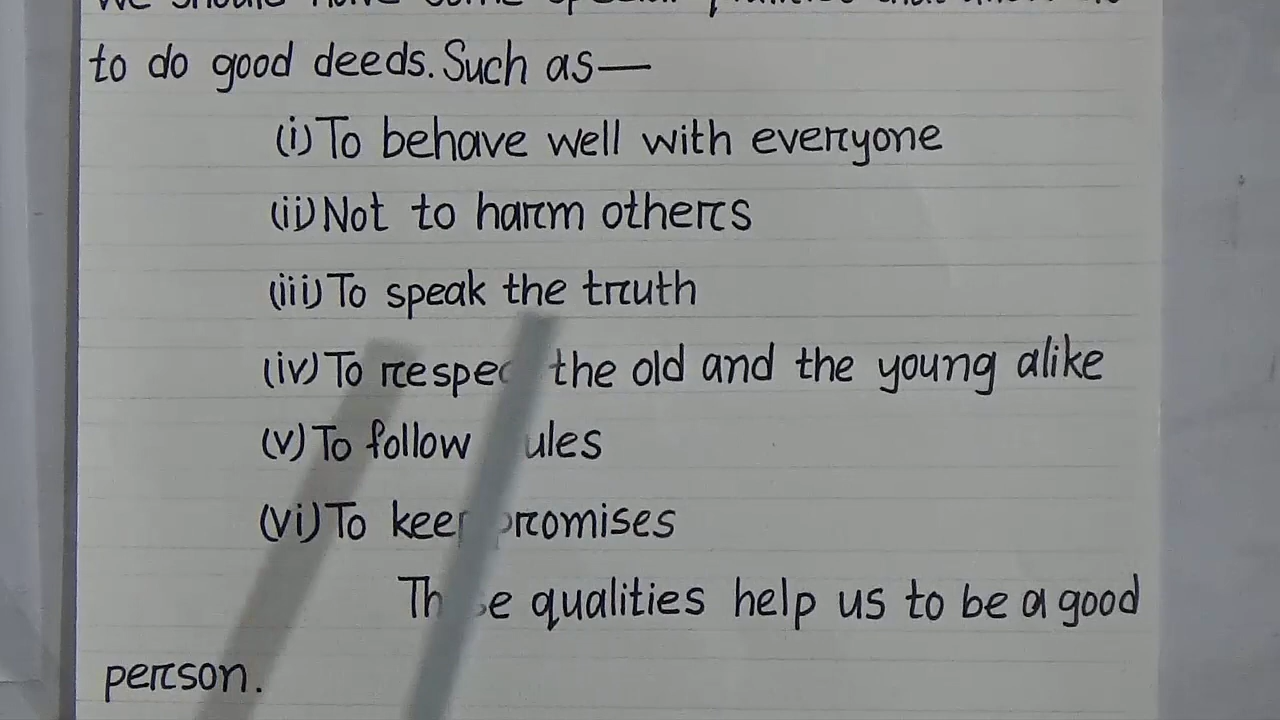 to do good deeds. Such as—
(i) To behave well with everyone
(ii) Not to harm others
(iii) To speak the truth
(iv) To the old and the young alike
(v) To follow
(vi) To promises
qualities help us to be a good
person.